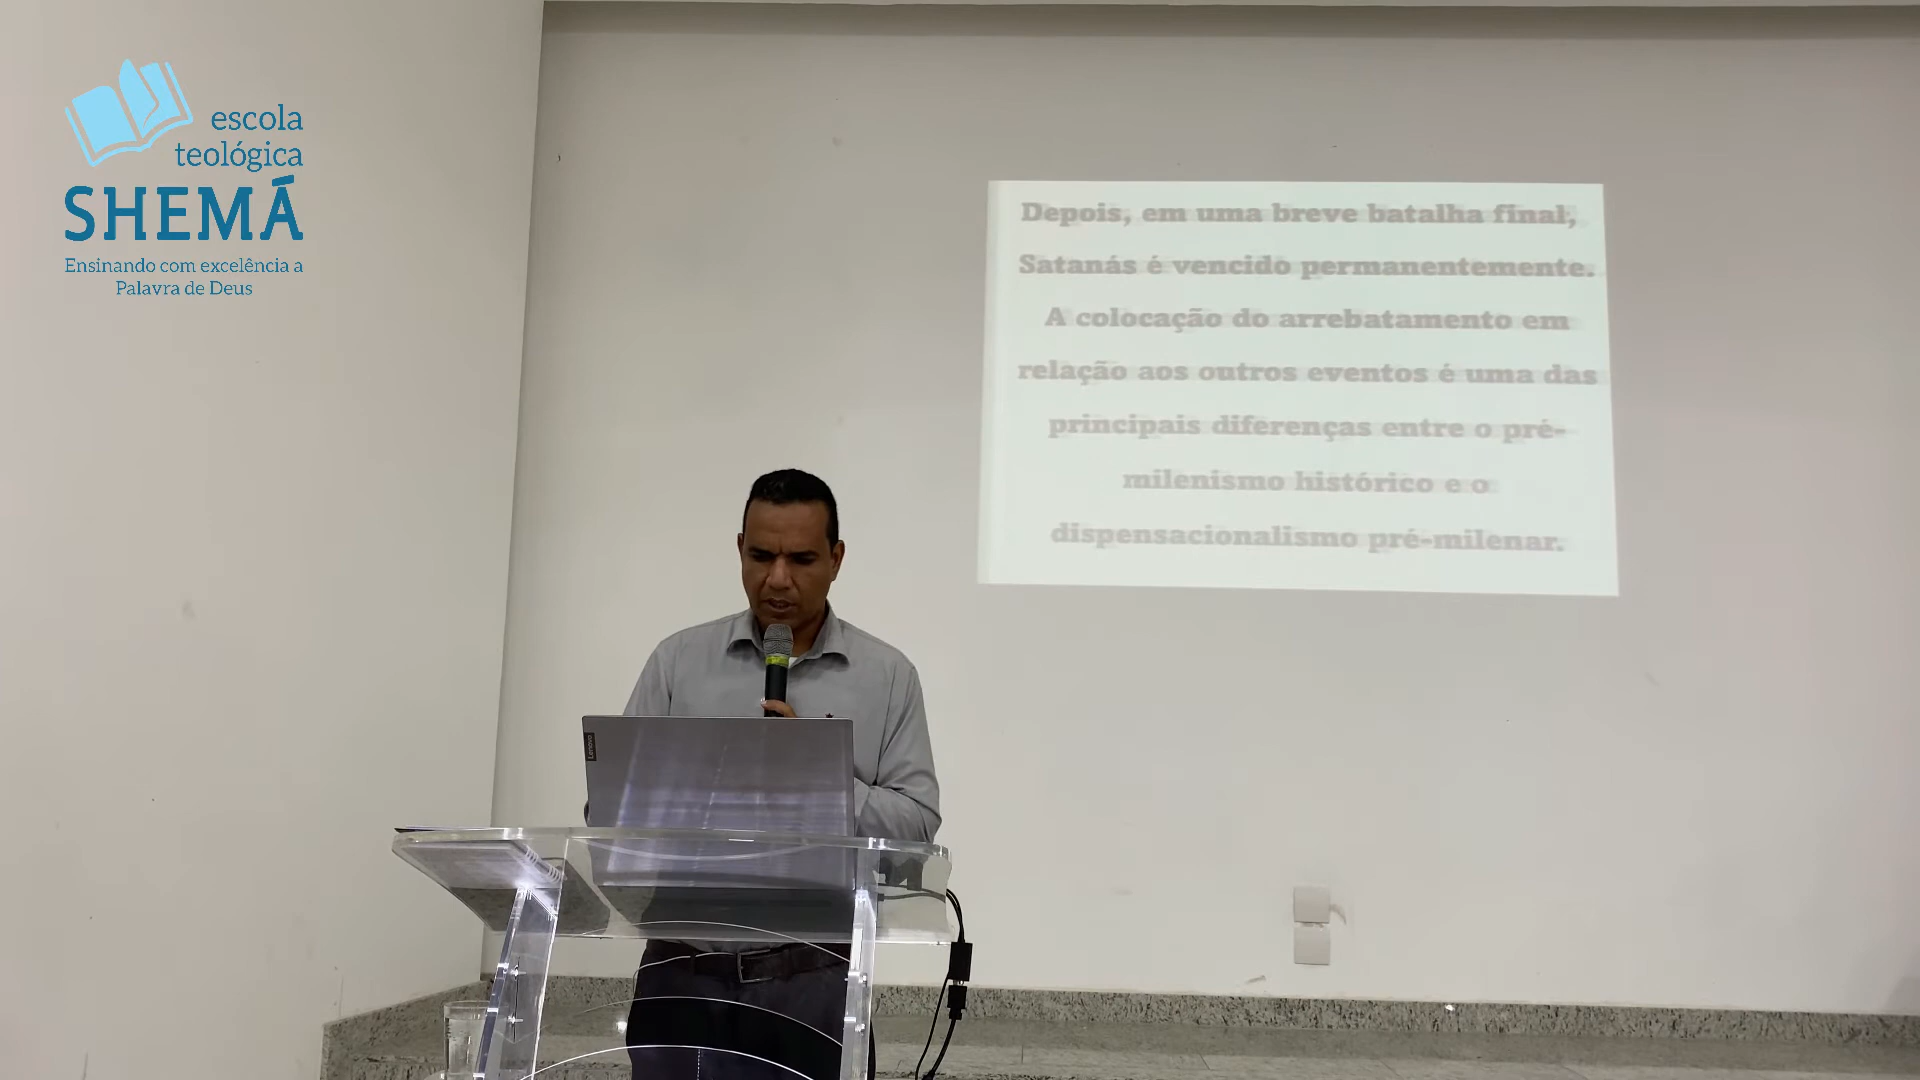 escola
teológica
SHEMÁ
Ensinando com excelência a
Palavra de Deus
Depois, em uma breve batalha final,
Satanás é vencido permanentemente.
A colocação do arrebatamento em
relação aos outros eventos é uma das
principais diferenças entre o pré-
milenismo histórico e o
dispensacionalismo pré-milenar.
Lenovo